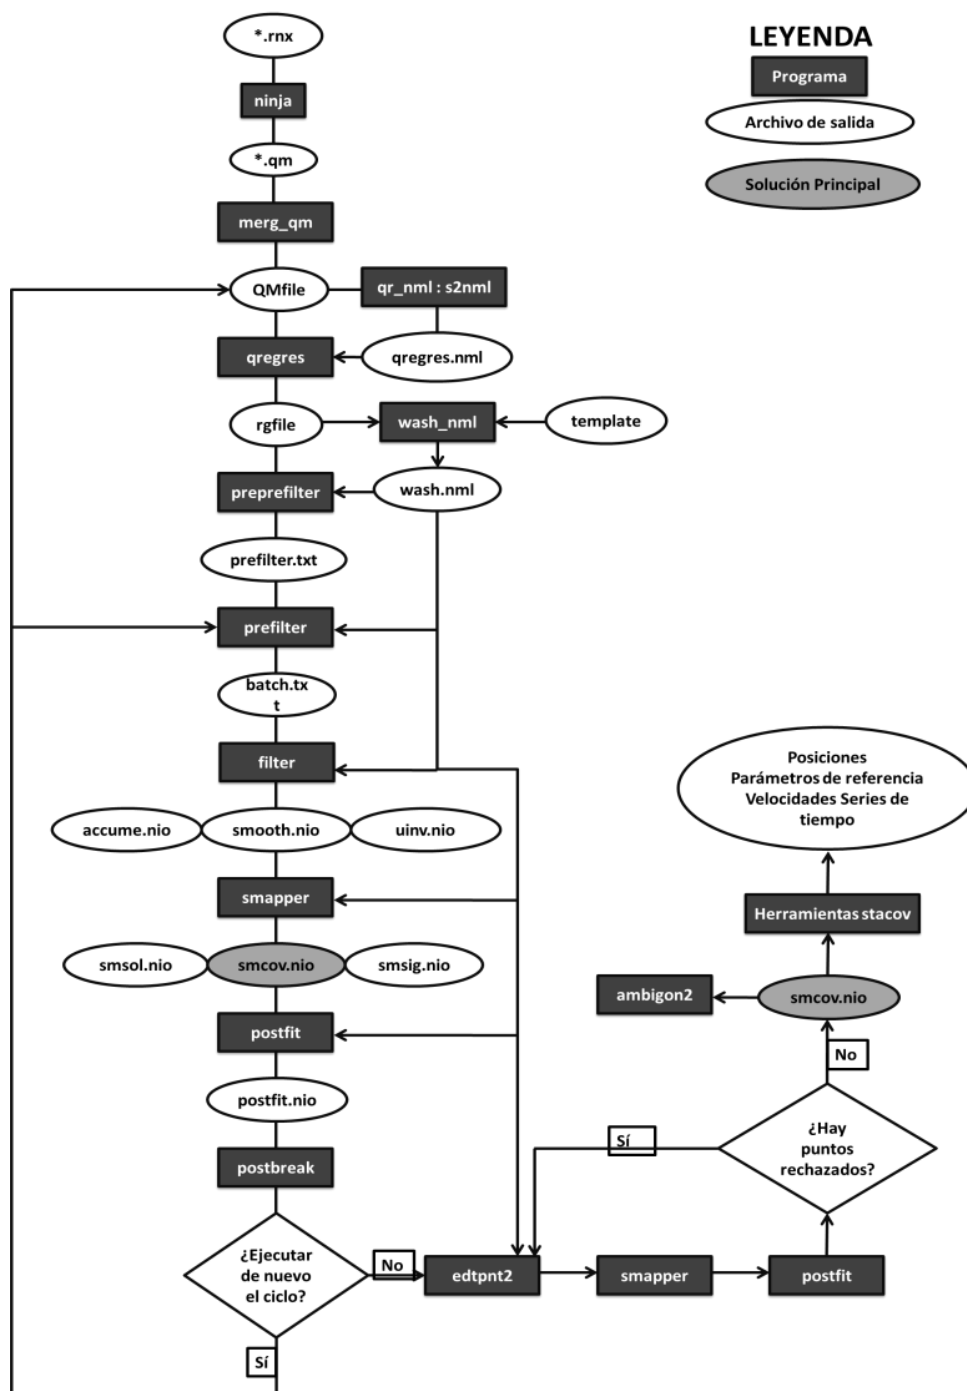 *.rnx
LEYENDA
Programa
ninja
Archivo de salida
*.qm
Solución Principal
merg_qm
QMfile
qr_nml : s2nml
qregres
qregres.nml
rgfile
wash_nml
template
preprefilter
wash.nml
prefilter.txt
prefilter
batch.tx
t
filter
accume.nio
smooth.nio
uinv.nio
smapper
smsol.nio
smcov.nio
smsig.nio
postfit
postfit.nio
postbreak
¿Ejecutar
de nuevo
el ciclo?
No
Sí
edtpnt2
smapper
postfit
¿Hay
puntos
rechazados?
Sí
No
smcov.nio
ambigon2
Herramientas stacov
Posiciones
Parámetros de referencia
Velocidades Series de
tiempo